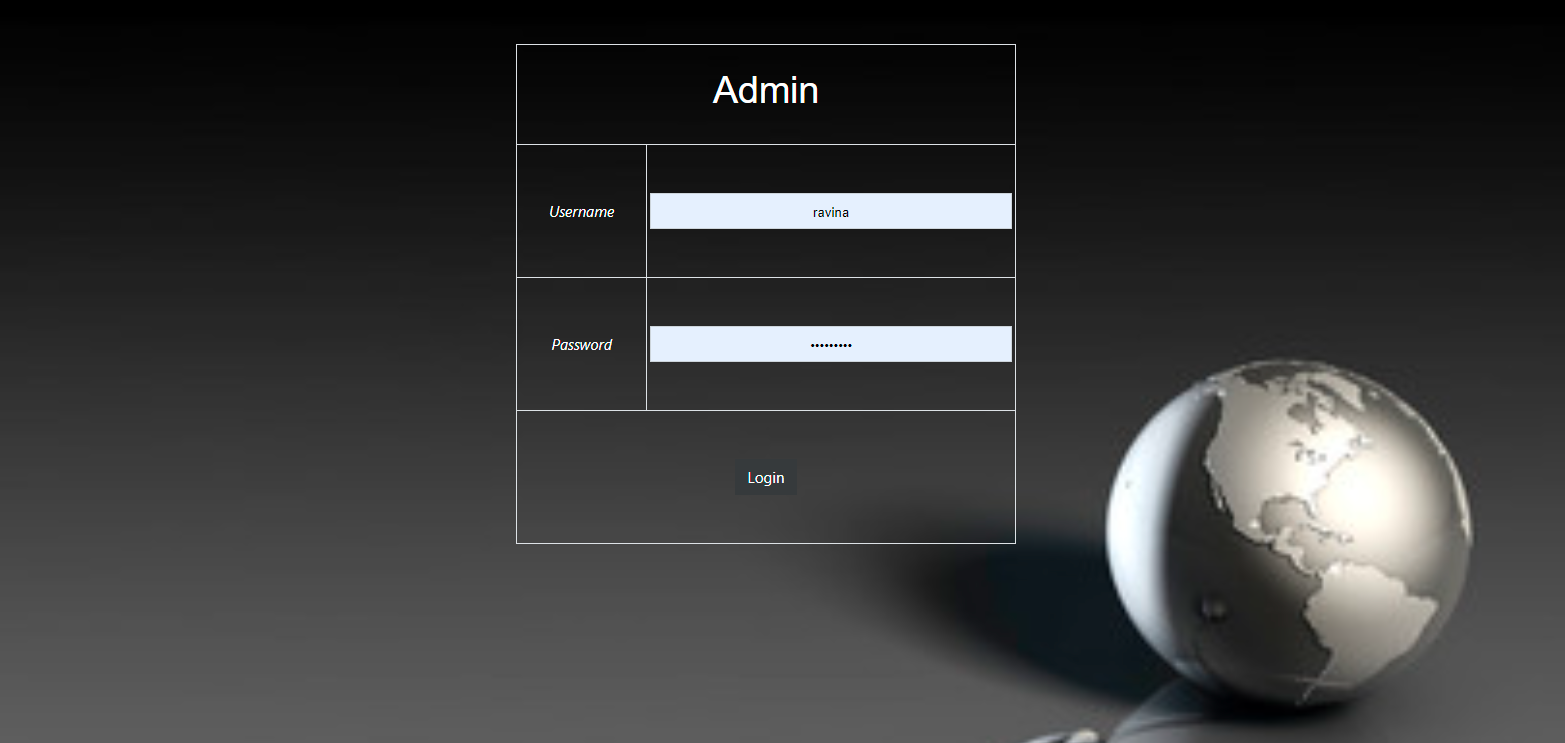 Admin
Username
ravina
Password
•••••••••
Login